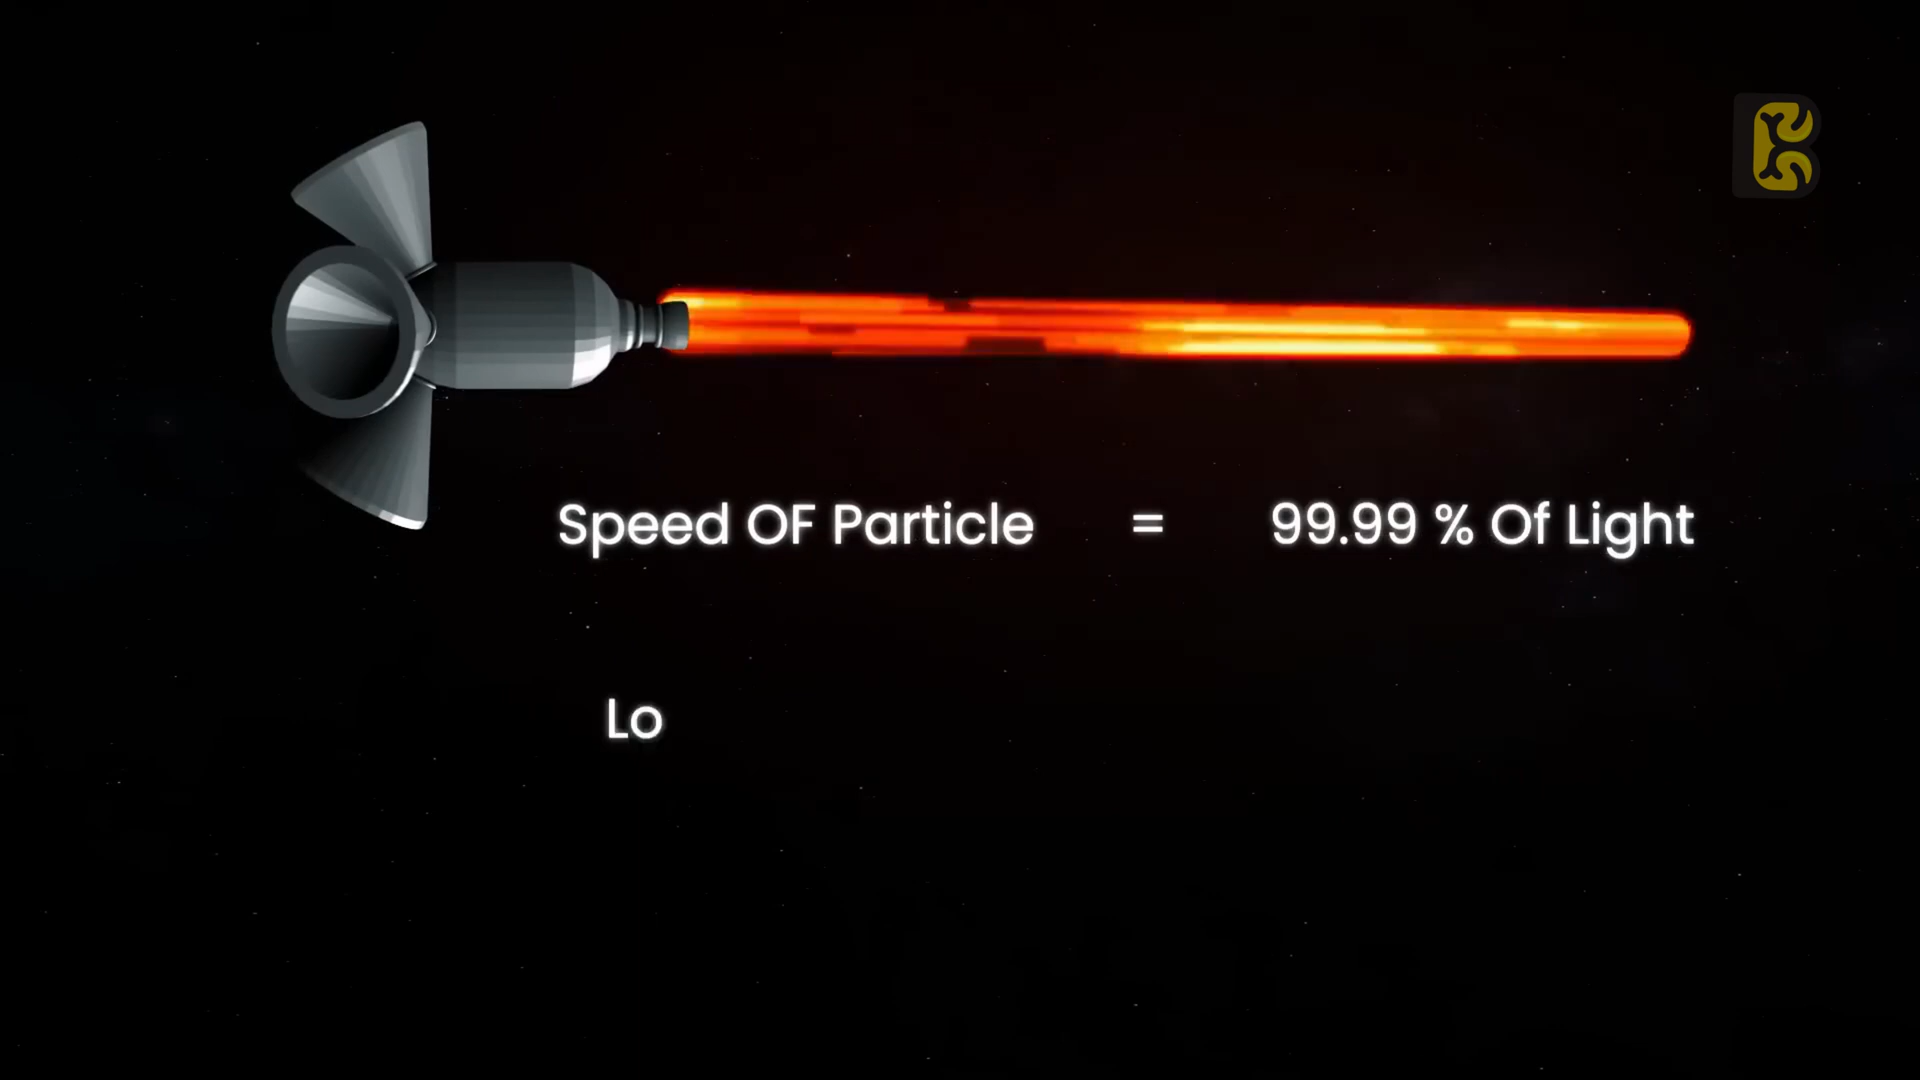 Speed OF Particle = 99.99 % Of Light
Lo